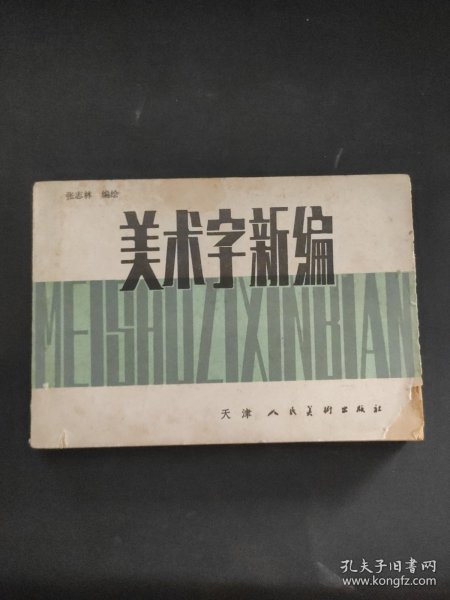 张志林 编绘
美术字新编
MEISHUZIXINBIAN
天津人民美術出版社
孔夫子旧书网
www.kongfz.com